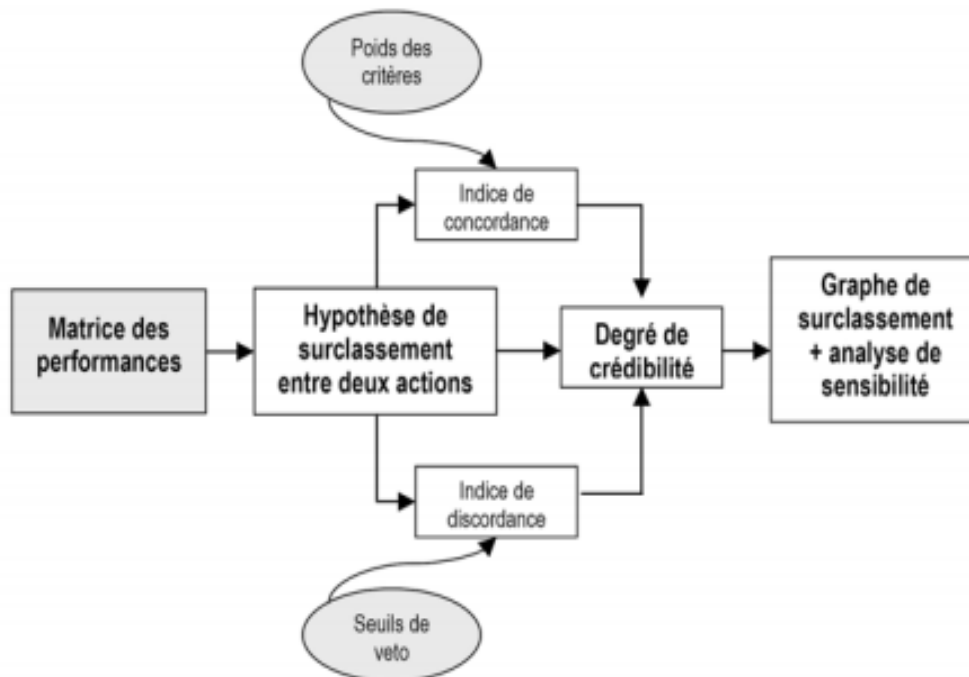 Poids des
critères
Indice de
concordance
Matrice des
performances
Hypothèse de
surclassement
entre deux actions
Degré de
crédibilité
Graphe de
surclassement
+ analyse de
sensibilité
Indice de
discordance
Seuils de
veto